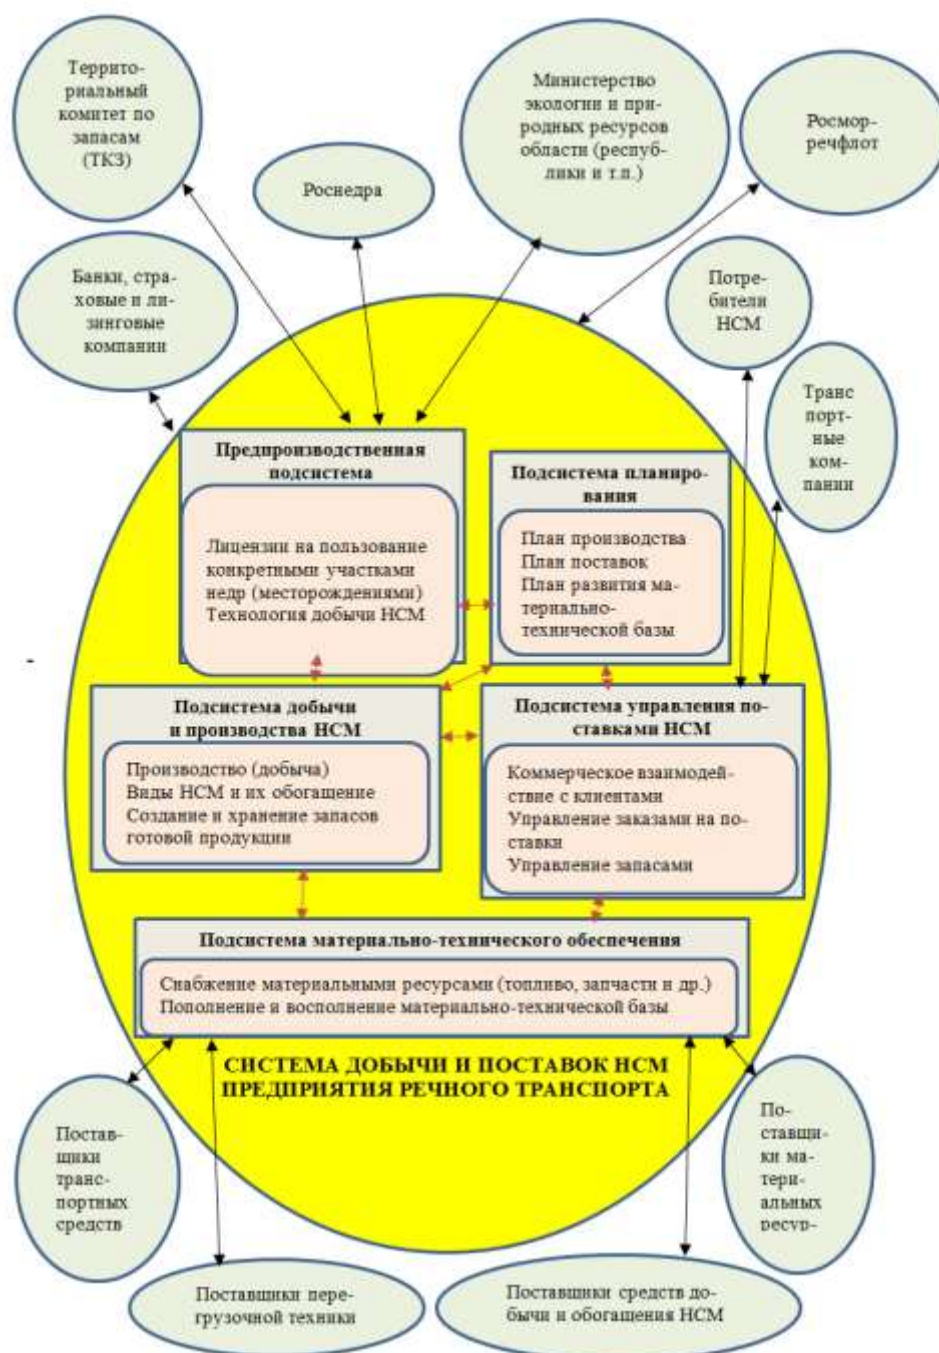 Террито-
риальный
комитет по
запасам
(ТКЗ)
Роснедра
Министерство
экологии и при-
родных ресурсов
области (респуб-
лики и т.п.)
Росмор-
речфлот
Банки, стра-
ховые и ли-
зинговые
компании
Потре-
бители
НСМ
Транс
порт-
ные
ком-
пании
Предпроизводственная
подсистема
Лицензии на пользование
конкретными участками
недр (месторождениями)
Технология добычи НСМ
Подсистема планиро-
вания
План производства
План поставок
План развития ма-
териально-
технической базы
-
Подсистема добычи
и производства НСМ
Производство (добыча)
Виды НСМ и их обогащение
Создание и хранение запасов
готовой продукции
Подсистема управления по-
ставками НСМ
Коммерческое взаимодей-
ствие с клиентами
Управление заказами на по-
ставки
Управление запасами
Подсистема материально-технического обеспечения
Снабжение материальными ресурсами (топливо, запчасти и др.)
Пополнение и восполнение материально-технической базы
СИСТЕМА ДОБЫЧИ И ПОСТАВОК НСМ
ПРЕДПРИЯТИЯ РЕЧНОГО ТРАНСПОРТА
Постав-
щики
транс-
портных
средств
По-
ставщи-
ки ма-
тери-
альных
ресур-
Поставщики пере-
грузочной техники
Поставщики средств до-
бычи и обогащения НСМ